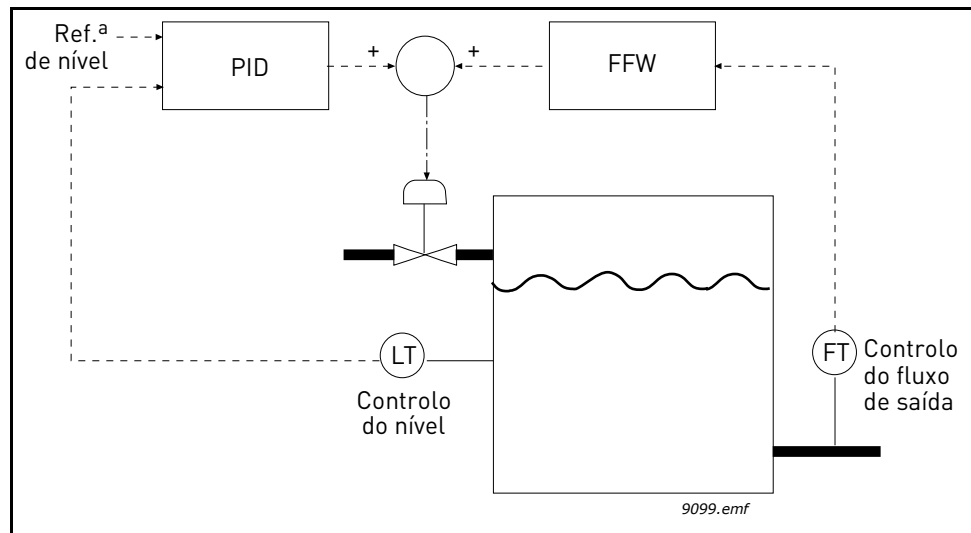 Ref.ª
de nível
PID
+
+
FFW
LT
Controlo
do nível
FT
Controlo
do fluxo
de saída
9099.emf